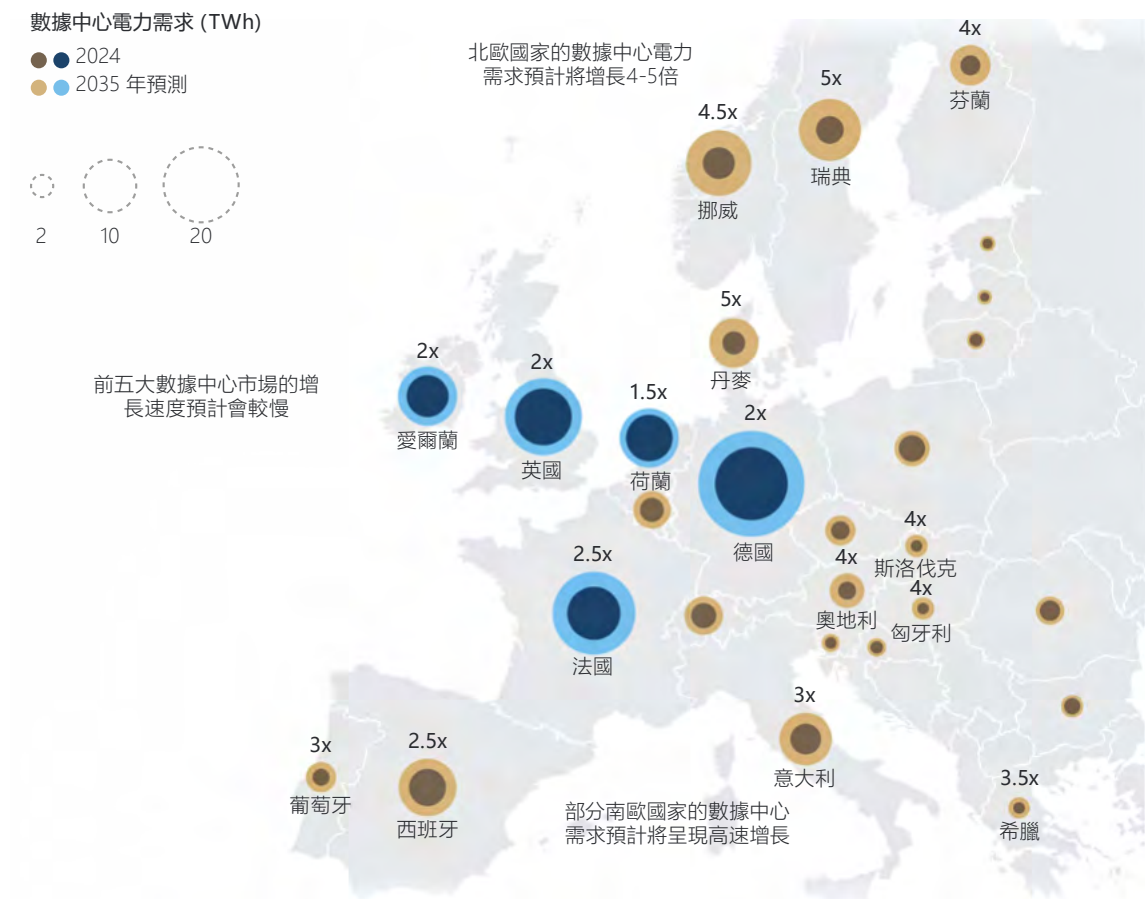 數據中心電力需求 (TWh)
2024
2035 年預測
2
10
20
北歐國家的數據中心電力
需求預計將增長4-5倍
4x
芬蘭
5x
瑞典
4.5x
挪威
5x
丹麥
前五大數據中心市場的增
長速度預計會較慢
2x
愛爾蘭
2x
英國
1.5x
荷蘭
2x
德國
4x
斯洛伐克
4x
奧地利
4x
匈牙利
2.5x
法國
3x
意大利
3x
葡萄牙
2.5x
西班牙
3.5x
希臘
部分南歐國家的數據中心
需求預計將呈現高速增長